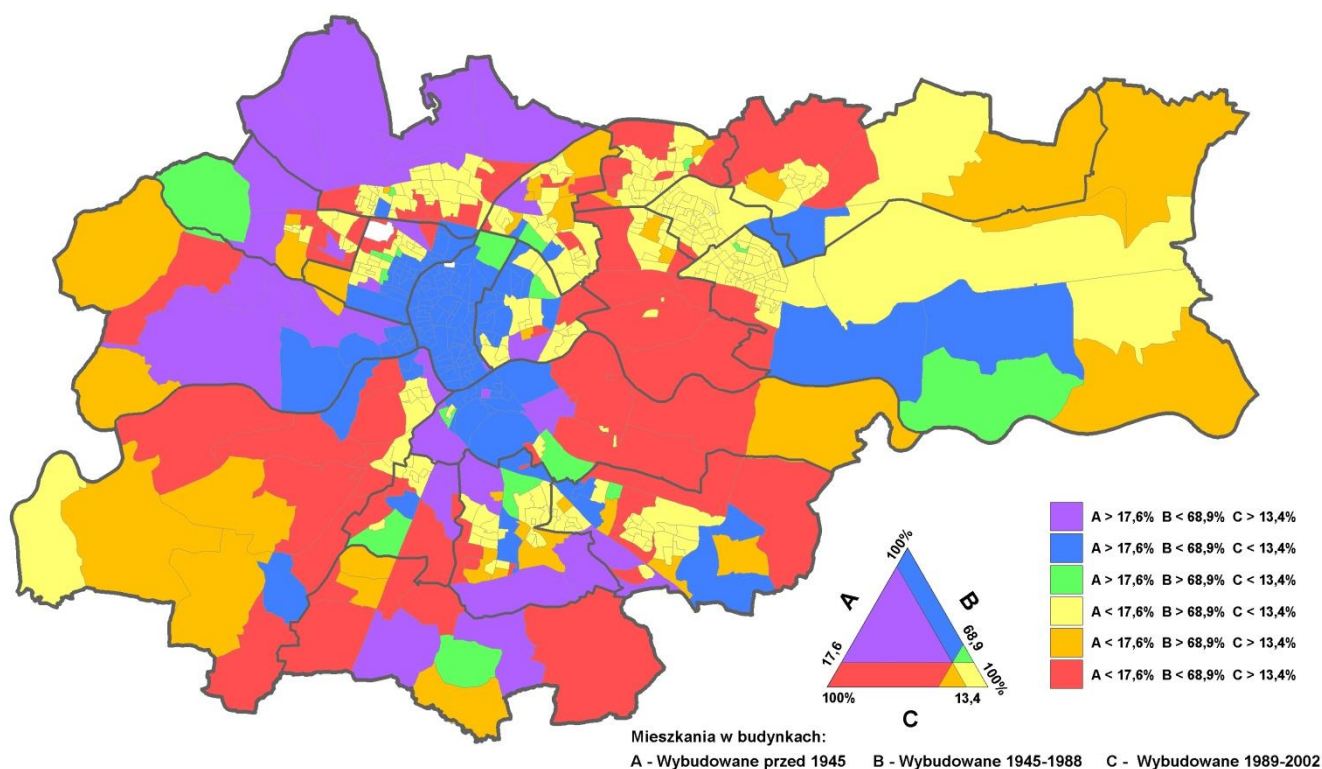 A > 17,6% B < 68,9% C > 13,4%
A > 17,6% B < 68,9% C < 13,4%
A > 17,6% B > 68,9% C < 13,4%
A < 17,6% B > 68,9% C < 13,4%
A < 17,6% B > 68,9% C > 13,4%
A < 17,6% B < 68,9% C > 13,4%
100%
A
B
17,6
68,9
100%
100%
13,4
C
Mieszkania w budynkach:
A - Wybudowane przed 1945 B - Wybudowane 1945-1988 C - Wybudowane 1989-2002